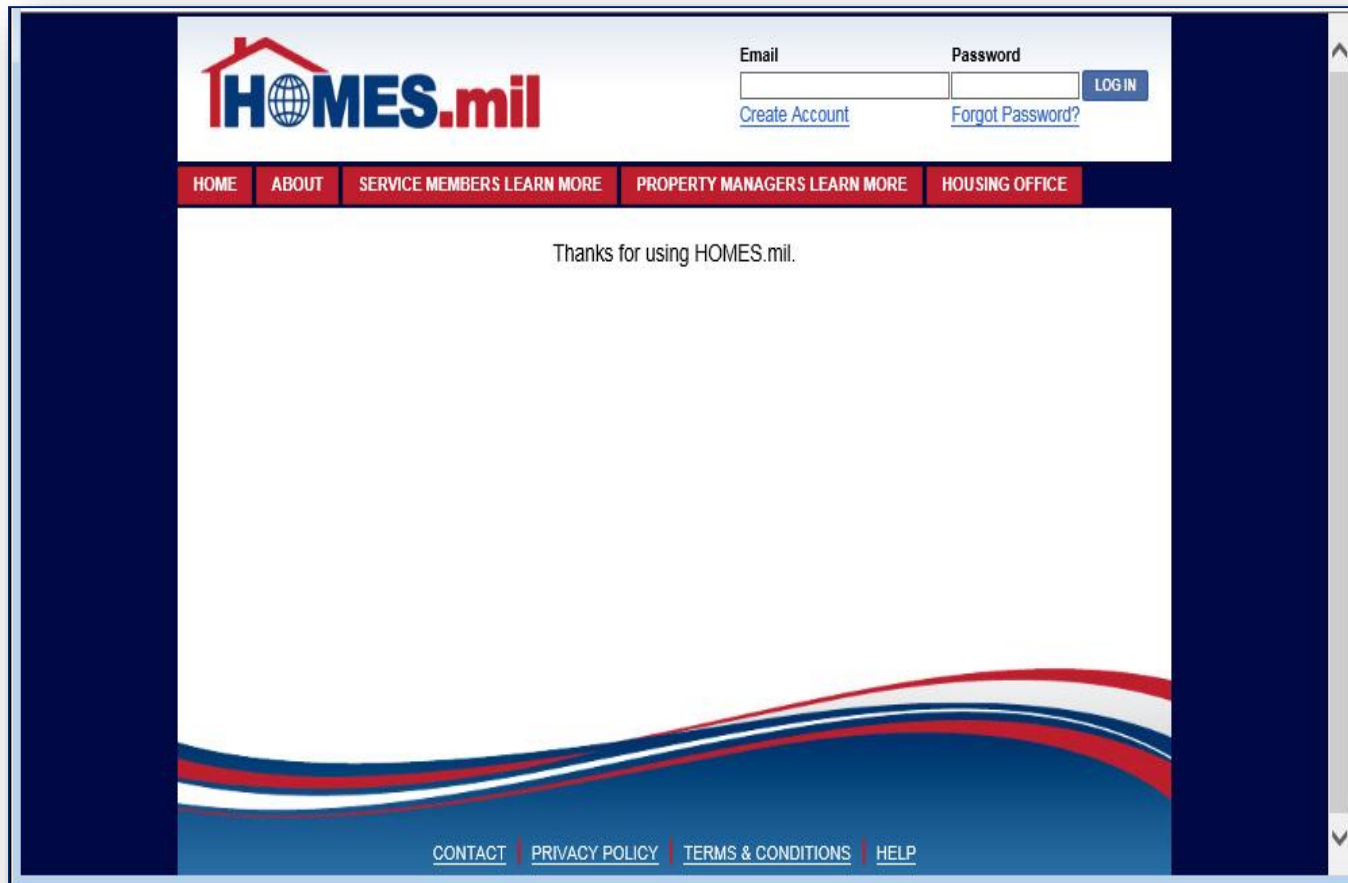 HOMES.mil
Email Password
LOG IN
Create Account Forgot Password?
HOME ABOUT SERVICE MEMBERS LEARN MORE PROPERTY MANAGERS LEARN MORE HOUSING OFFICE
Thanks for using HOMES.mil.
CONTACT | PRIVACY POLICY | TERMS & CONDITIONS | HELP